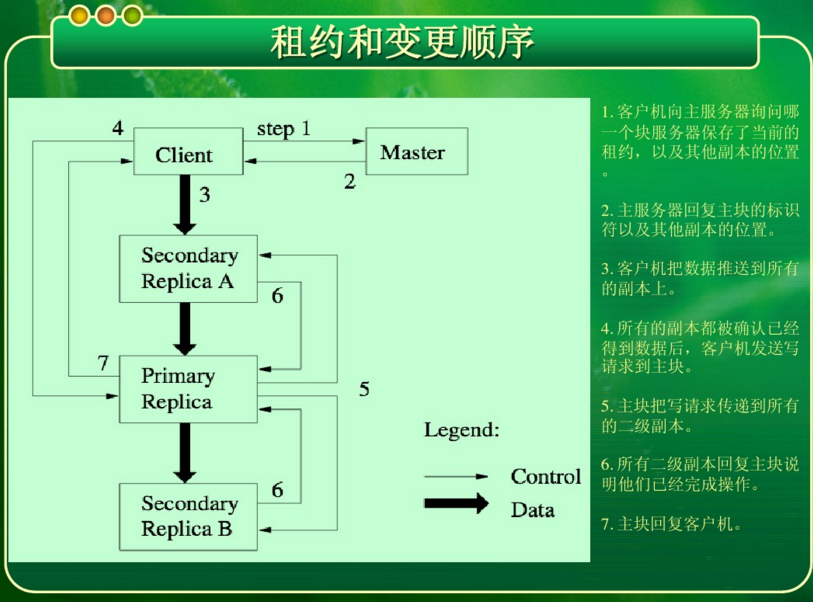 租约和变更顺序
4
step 1
Client
Master
2
3
Secondary
Replica A
6
7
Primary
Replica
5
Legend:
Control
6
Secondary
Replica B
Data
1. 客户机向主服务器询问哪
一个块服务器保存了当前的
租约，以及其他副本的位置
。
2. 主服务器回复主块的标识
符以及其他副本的位置。
3. 客户机把数据推送到所有
的副本上。
4. 所有的副本都被确认已经
得到数据后，客户机发送写
请求到主块。
5. 主块把写请求传递到所有
的二级副本。
6. 所有二级副本回复主块说
明他们已经完成操作。
7. 主块回复客户机。